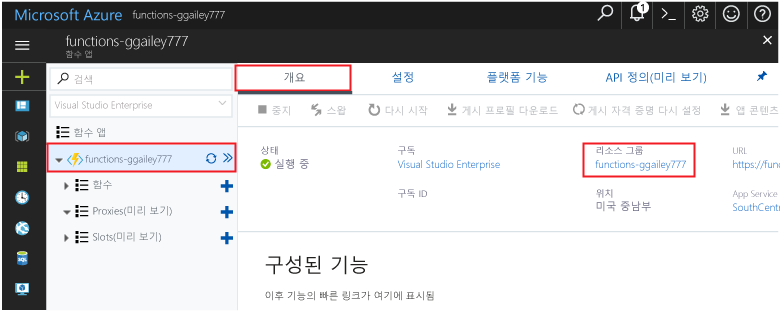 Microsoft Azure functions-ggailey777
1
functions-ggailey777
함수 앱
검색
Visual Studio Enterprise
함수 앱
functions-ggailey777
함수
Proxies(미리 보기)
Slots(미리 보기)
개요 설정 플랫폼 기능 API 정의(미리 보기)
중지 스왑 다시 시작 게시 프로필 다운로드 게시 자격 증명 다시 설정 앱 콘텐츠
상태 구독 리소스 그룹 URL
실행 중 Visual Studio Enterprise functions-ggailey777 https://func
구독 ID 위치 App Service
미국 중남부 SouthCentr
구성된 기능
이후 기능의 빠른 링크가 여기에 표시됨